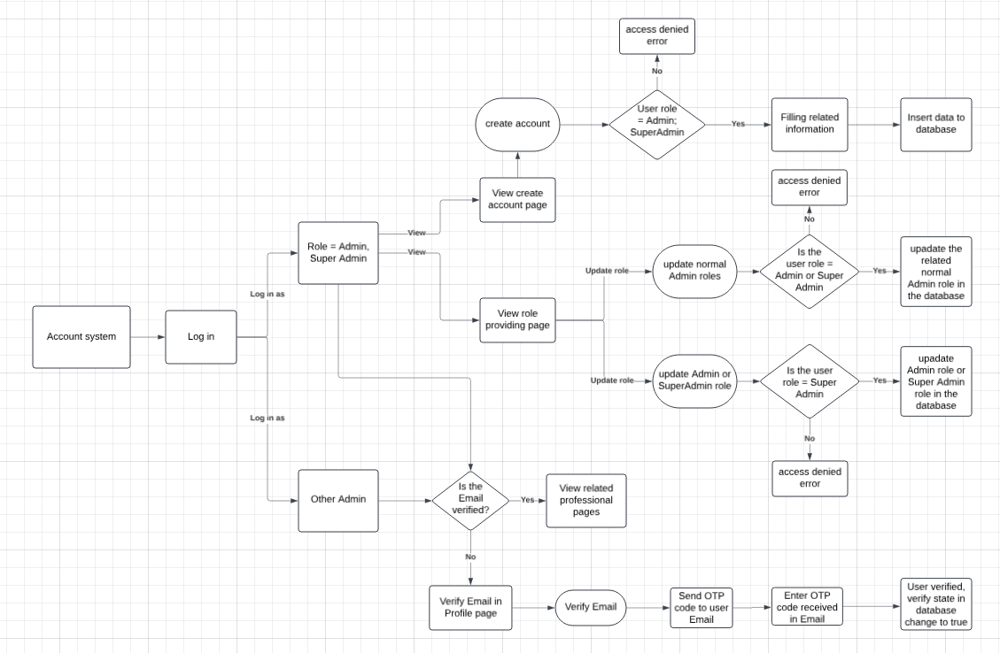 access denied
error
No
create account
User role
= Admin;
SuperAdmin
Yes
Filling related
information
Insert data to
database
View create
account page
access denied
error
No
Role = Admin,
Super Admin
View
View
Update role
update normal
Admin roles
Is the
user role =
Admin or Super
Admin
Yes
upadate the
related
normal
Admin role in
the database
Log in as
View role
providing page
Account system
Log in
Update role
update Admin or
SuperAdmin role
Is the user
role = Super
Admin
Yes
upadate
Admin role or
Super Admin
role in the
database
Log in as
No
access denied
error
Other Admin
Is the
Email
verified?
Yes
View related
professional
pages
No
Verify Email in
Profile page
Verify Email
Send OTP
code to user
Email
Enter OTP
code received
in Email
User verified,
verify state in
database
change to true